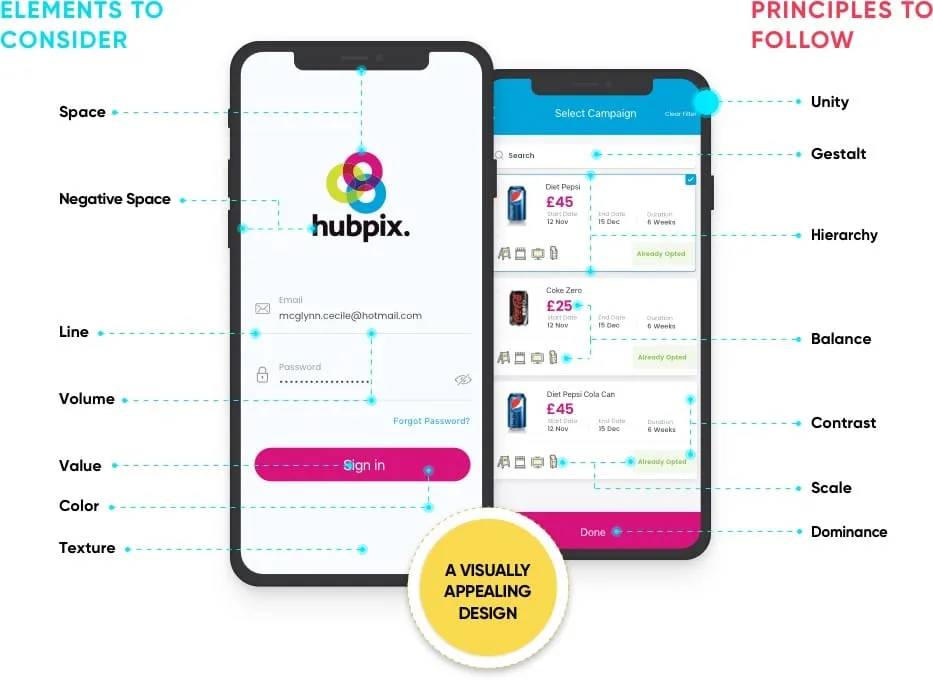 ELEMENTS TO
CONSIDER
PRINCIPLES TO
FOLLOW
Space
Negative Space
Line
Volume
Value
Color
Texture
hubpix.
Email
mcglynn.cecile@hotmail.com
Password
Forgot Password?
Sign in
Select Campaign
Clear Filter
Search
Diet Pepsi
£45
Start Date End Date Duration
12 Nov 15 Dec 6 Weeks
Already Opted
Coke Zero
£25
Start Date End Date Duration
12 Nov 15 Dec 6 Weeks
Already Opted
Diet Pepsi Cola Can
£45
Start Date End Date Duration
12 Nov 15 Dec 6 Weeks
Already Opted
Done
Unity
Gestalt
Hierarchy
Balance
Contrast
Scale
Dominance
A VISUALLY
APPEALING
DESIGN